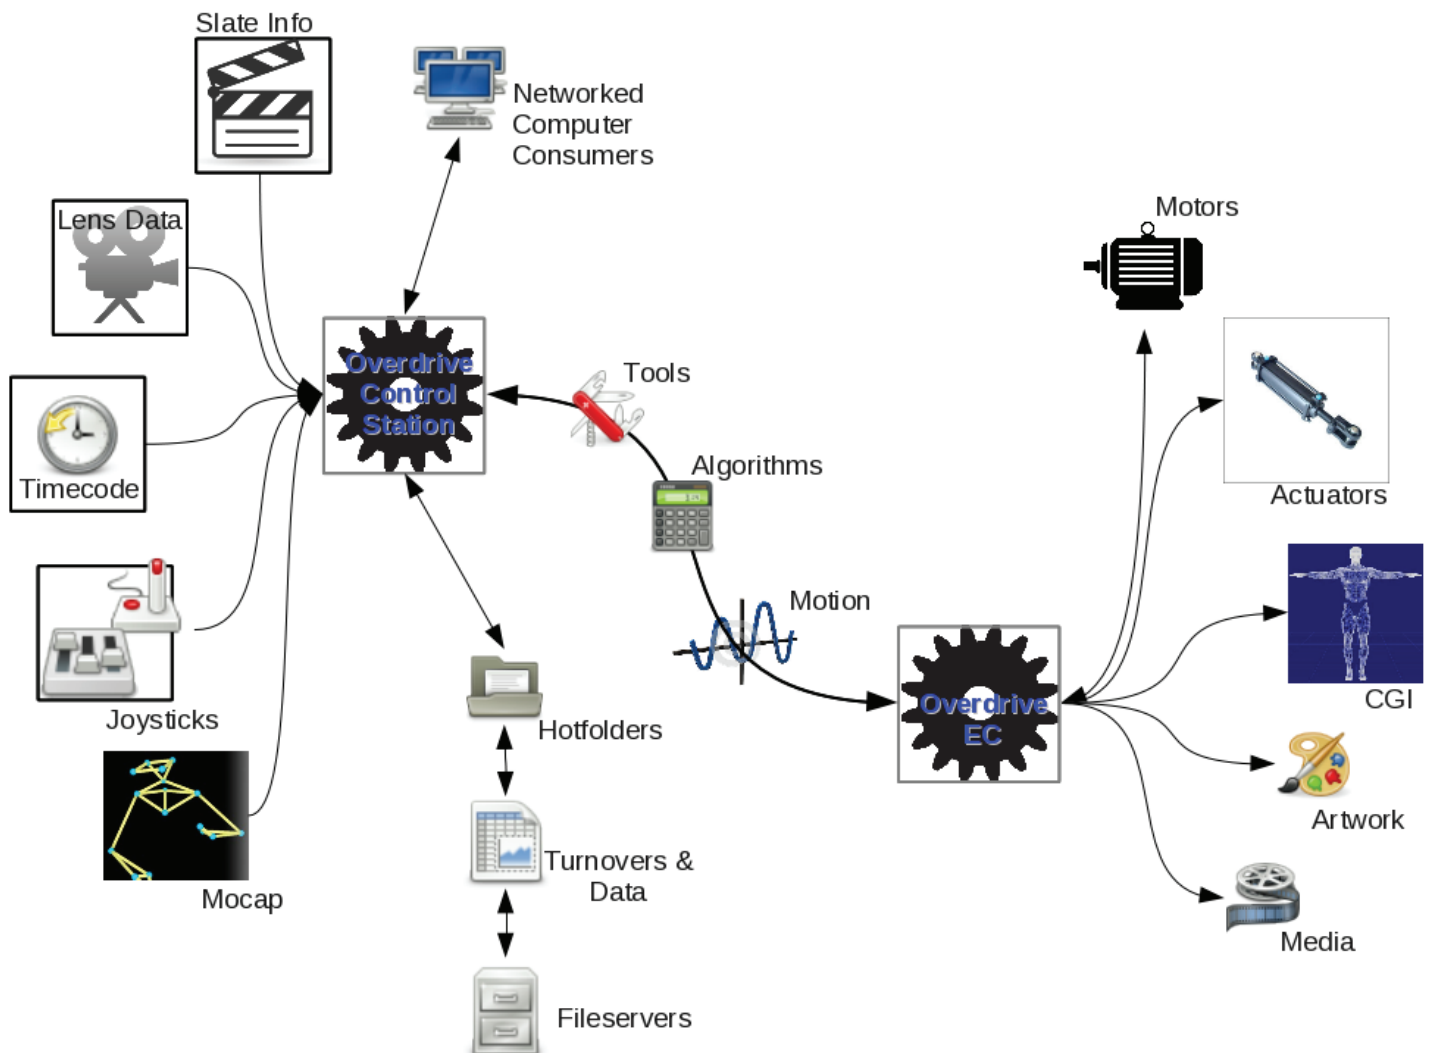 Slate Info
Networked
Computer
Consumers
Lens Data
Motors
Overdrive
Control
Station
Tools
Timecode
Algorithms
Actuators
Motion
Joysticks
Hotfolders
Overdrive
EC
CGI
Artwork
Turnovers &
Data
Mocap
Media
Fileservers